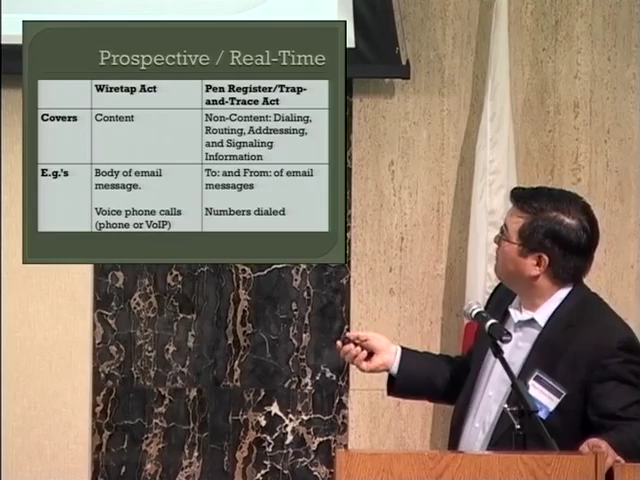 Prospective / Real-Time
Wiretap Act
Pen Register/Trap-
and-Trace Act
Covers
Content
Non-Content: Dialing,
Routing, Addressing,
and Signaling
Information
E.g.'s
Body of email
message.
Voice phone calls
(phone or VoIP)
To: and From: of email
messages
Numbers dialed